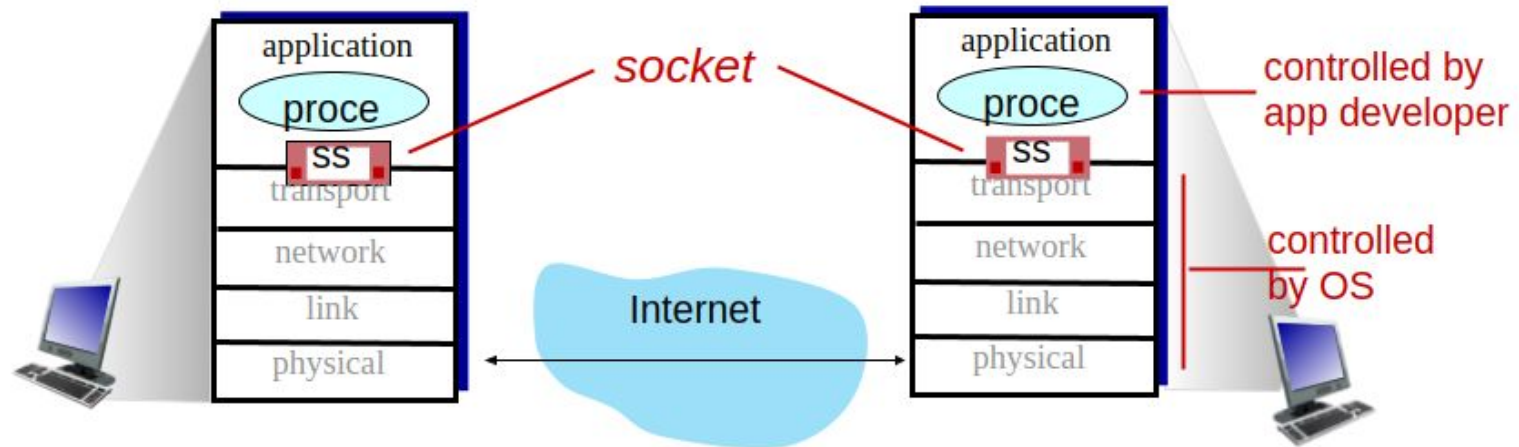 application
proce
ss
transport
network
link
physical
socket
Internet
application
proce
ss
transport
network
link
physical
controlled by
app developer
controlled
by OS